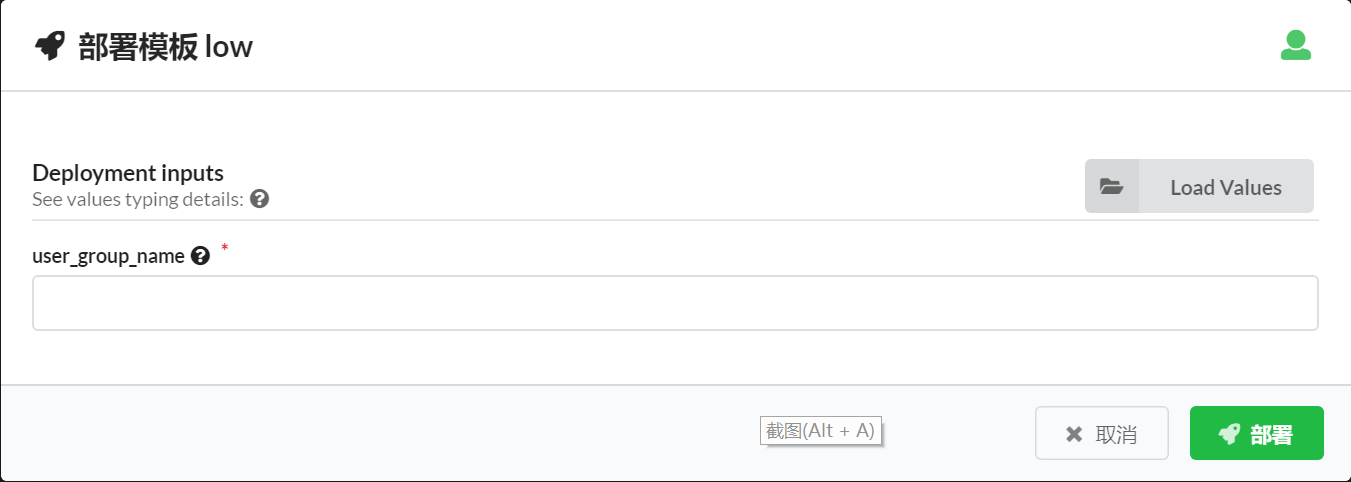 部署模板 low
Deployment inputs
See values typing details:
Load Values
user_group_name *
截图(Alt + A)
取消
部署